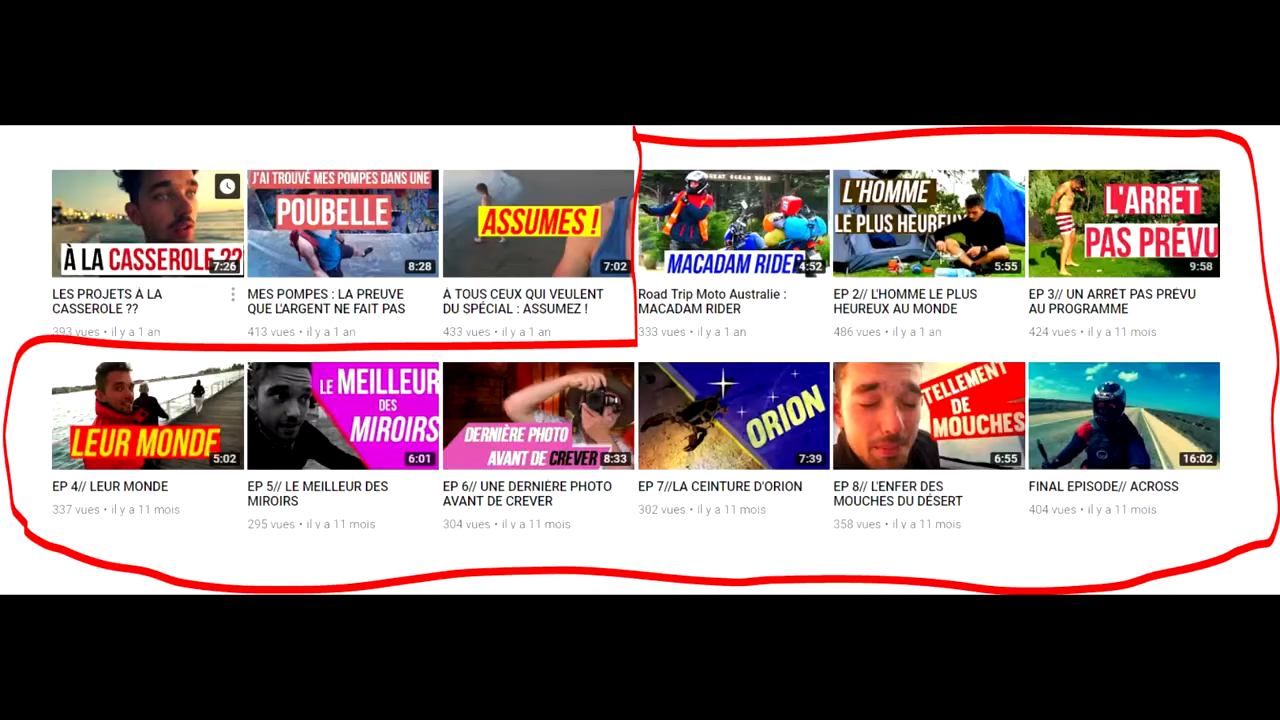 À LA CASSEROLE ??
7:26
J'AI TROUVÉ MES POMPES DANS UNE
POUBELLE
8:28
ASSUMES !
7:02
GREAT OCEAN ROAD
MACADAM RIDER
4:52
L'HOMME
LE PLUS HEUREU
5:55
L'ARRET
PAS PRÉVU
9:58
LES PROJETS À LA
CASSEROLE ??
393 vues • il y a 1 an
MES POMPES : LA PREUVE
QUE L'ARGENT NE FAIT PAS
413 vues • il y a 1 an
À TOUS CEUX QUI VEULENT
DU SPÉCIAL : ASSUMEZ !
433 vues • il y a 1 an
Road Trip Moto Australie :
MACADAM RIDER
333 vues • il y a 1 an
EP 2// L'HOMME LE PLUS
HEUREUX AU MONDE
486 vues • il y a 1 an
EP 3// UN ARRÊT PAS PRÉVU
AU PROGRAMME
424 vues • il y a 11 mois
LEUR MONDE
5:02
LE MEILLEUR
DES
MIROIRS
6:01
DERNIÈRE PHOTO
AVANT DE CREVER
8:33
ORION
7:39
TELLEMENT
DE
MOUCHES
6:55
16:02
EP 4// LEUR MONDE
337 vues • il y a 11 mois
EP 5// LE MEILLEUR DES
MIROIRS
295 vues • il y a 11 mois
EP 6// UNE DERNIÈRE PHOTO
AVANT DE CREVER
304 vues • il y a 11 mois
EP 7//LA CEINTURE D'ORION
302 vues • il y a 11 mois
EP 8// L'ENFER DES
MOUCHES DU DÉSERT
358 vues • il y a 11 mois
FINAL EPISODE// ACROSS
404 vues • il y a 11 mois